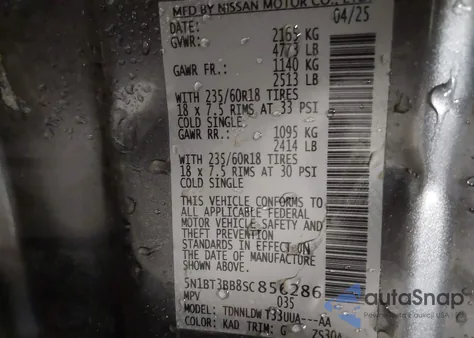 MFD BY NISSAN MOTOR CO., LTD.
DATE: 04/25
GVWR: 2165 KG
4773 LB
GAWR FR.: 1140 KG
2513 LB
WITH 235/60R18 TIRES
18 x 7.5 RIMS AT 33 PSI
COLD SINGLE
GAWR RR.: 1095 KG
2414 LB
WITH 235/60R18 TIRES
18 x 7.5 RIMS AT 30 PSI
COLD SINGLE
THIS VEHICLE CONFORMS TO
ALL APPLICABLE FEDERAL
MOTOR VEHICLE SAFETY AND
THEFT PREVENTION
STANDARDS IN EFFECT ON
THE DATE OF MANUFACTURE
SHOWN ABOVE.
5N1BT3BB8SC856286
MPV 035
MODEL: TDNNLDW T33UUA---AA
COLOR: KAD TRIM: G
autoSnap